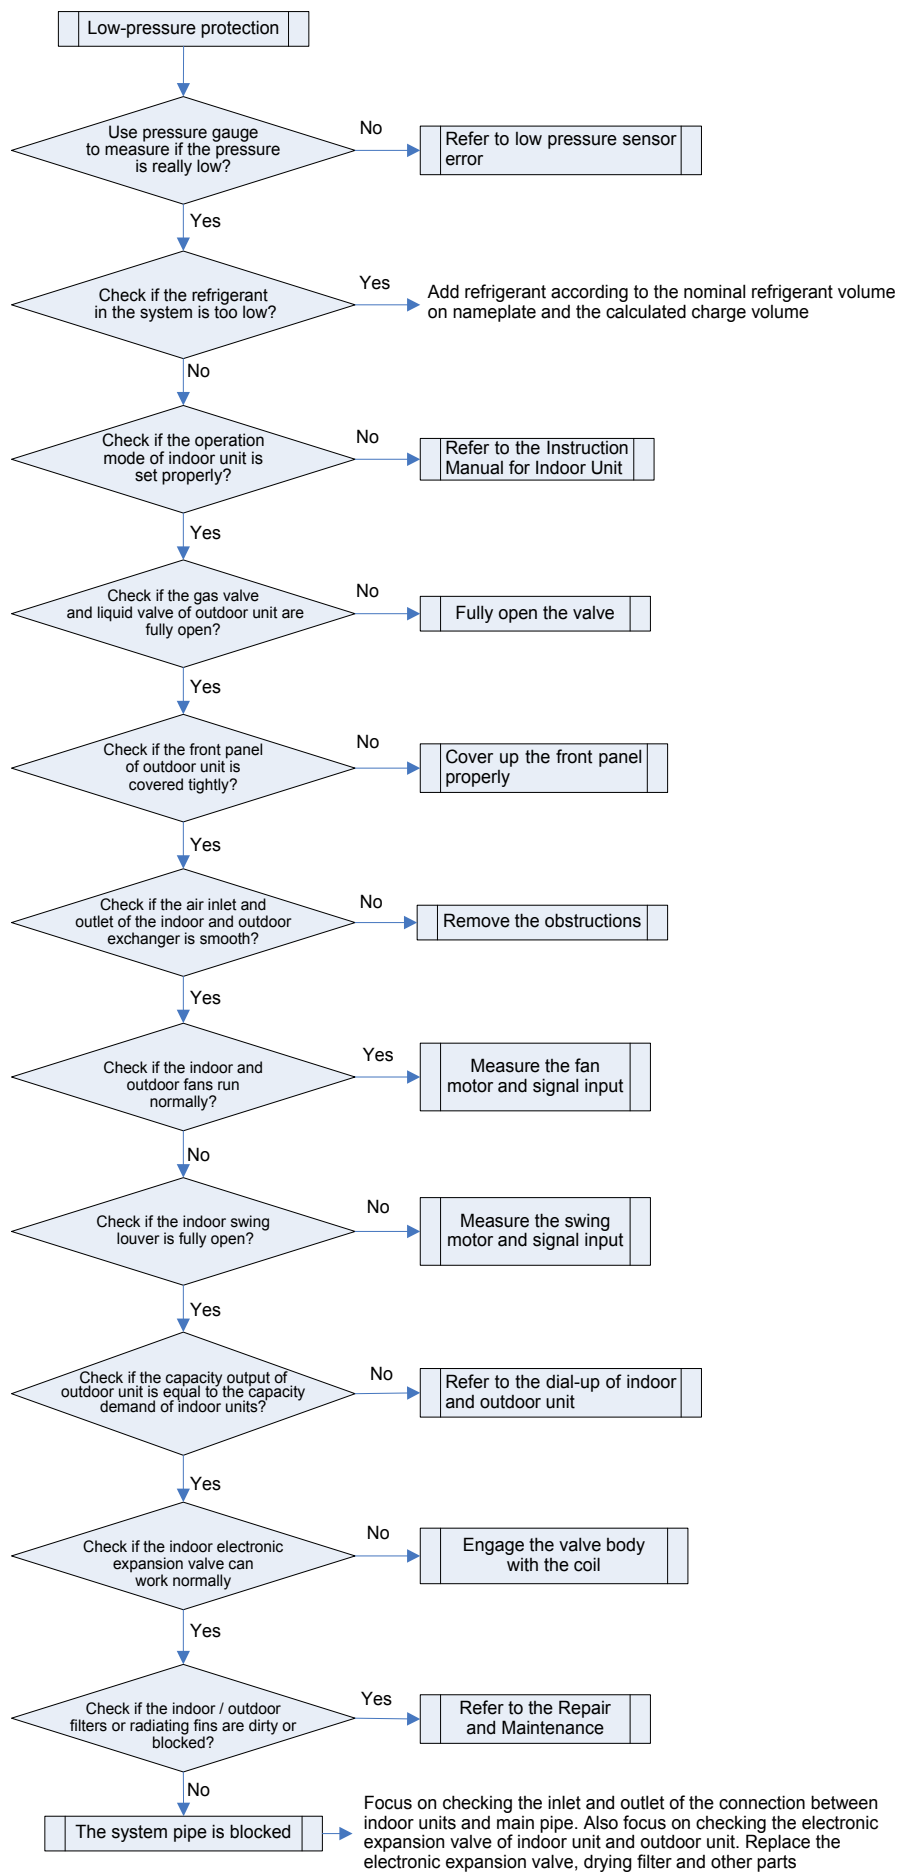 Low-pressure protection
Use pressure gauge
to measure if the pressure
is really low?
No
Refer to low pressure sensor
error
Yes
Check if the refrigerant
in the system is too low?
Yes
Add refrigerant according to the nominal refrigerant volume
on nameplate and the calculated charge volume
No
Check if the operation
mode of indoor unit is
set properly?
No
Refer to the Instruction
Manual for Indoor Unit
Yes
Check if the gas valve
and liquid valve of outdoor unit are
fully open?
No
Fully open the valve
Yes
Check if the front panel
of outdoor unit is
covered tightly?
No
Cover up the front panel
properly
Yes
Check if the air inlet and
outlet of the indoor and outdoor
exchanger is smooth?
No
Remove the obstructions
Yes
Check if the indoor and
outdoor fans run
normally?
Yes
Measure the fan
motor and signal input
No
Check if the indoor swing
louver is fully open?
No
Measure the swing
motor and signal input
Yes
Check if the capacity output of
outdoor unit is equal to the capacity
demand of indoor units?
No
Refer to the dial-up of indoor
and outdoor unit
Yes
Check if the indoor electronic
expansion valve can
work normally
No
Engage the valve body
with the coil
Yes
Check if the indoor / outdoor
filters or radiating fins are dirty or
blocked?
Yes
Refer to the Repair
and Maintenance
No
The system pipe is blocked
Focus on checking the inlet and outlet of the connection between
indoor units and main pipe. Also focus on checking the electronic
expansion valve of indoor unit and outdoor unit. Replace the
electronic expansion valve, drying filter and other parts